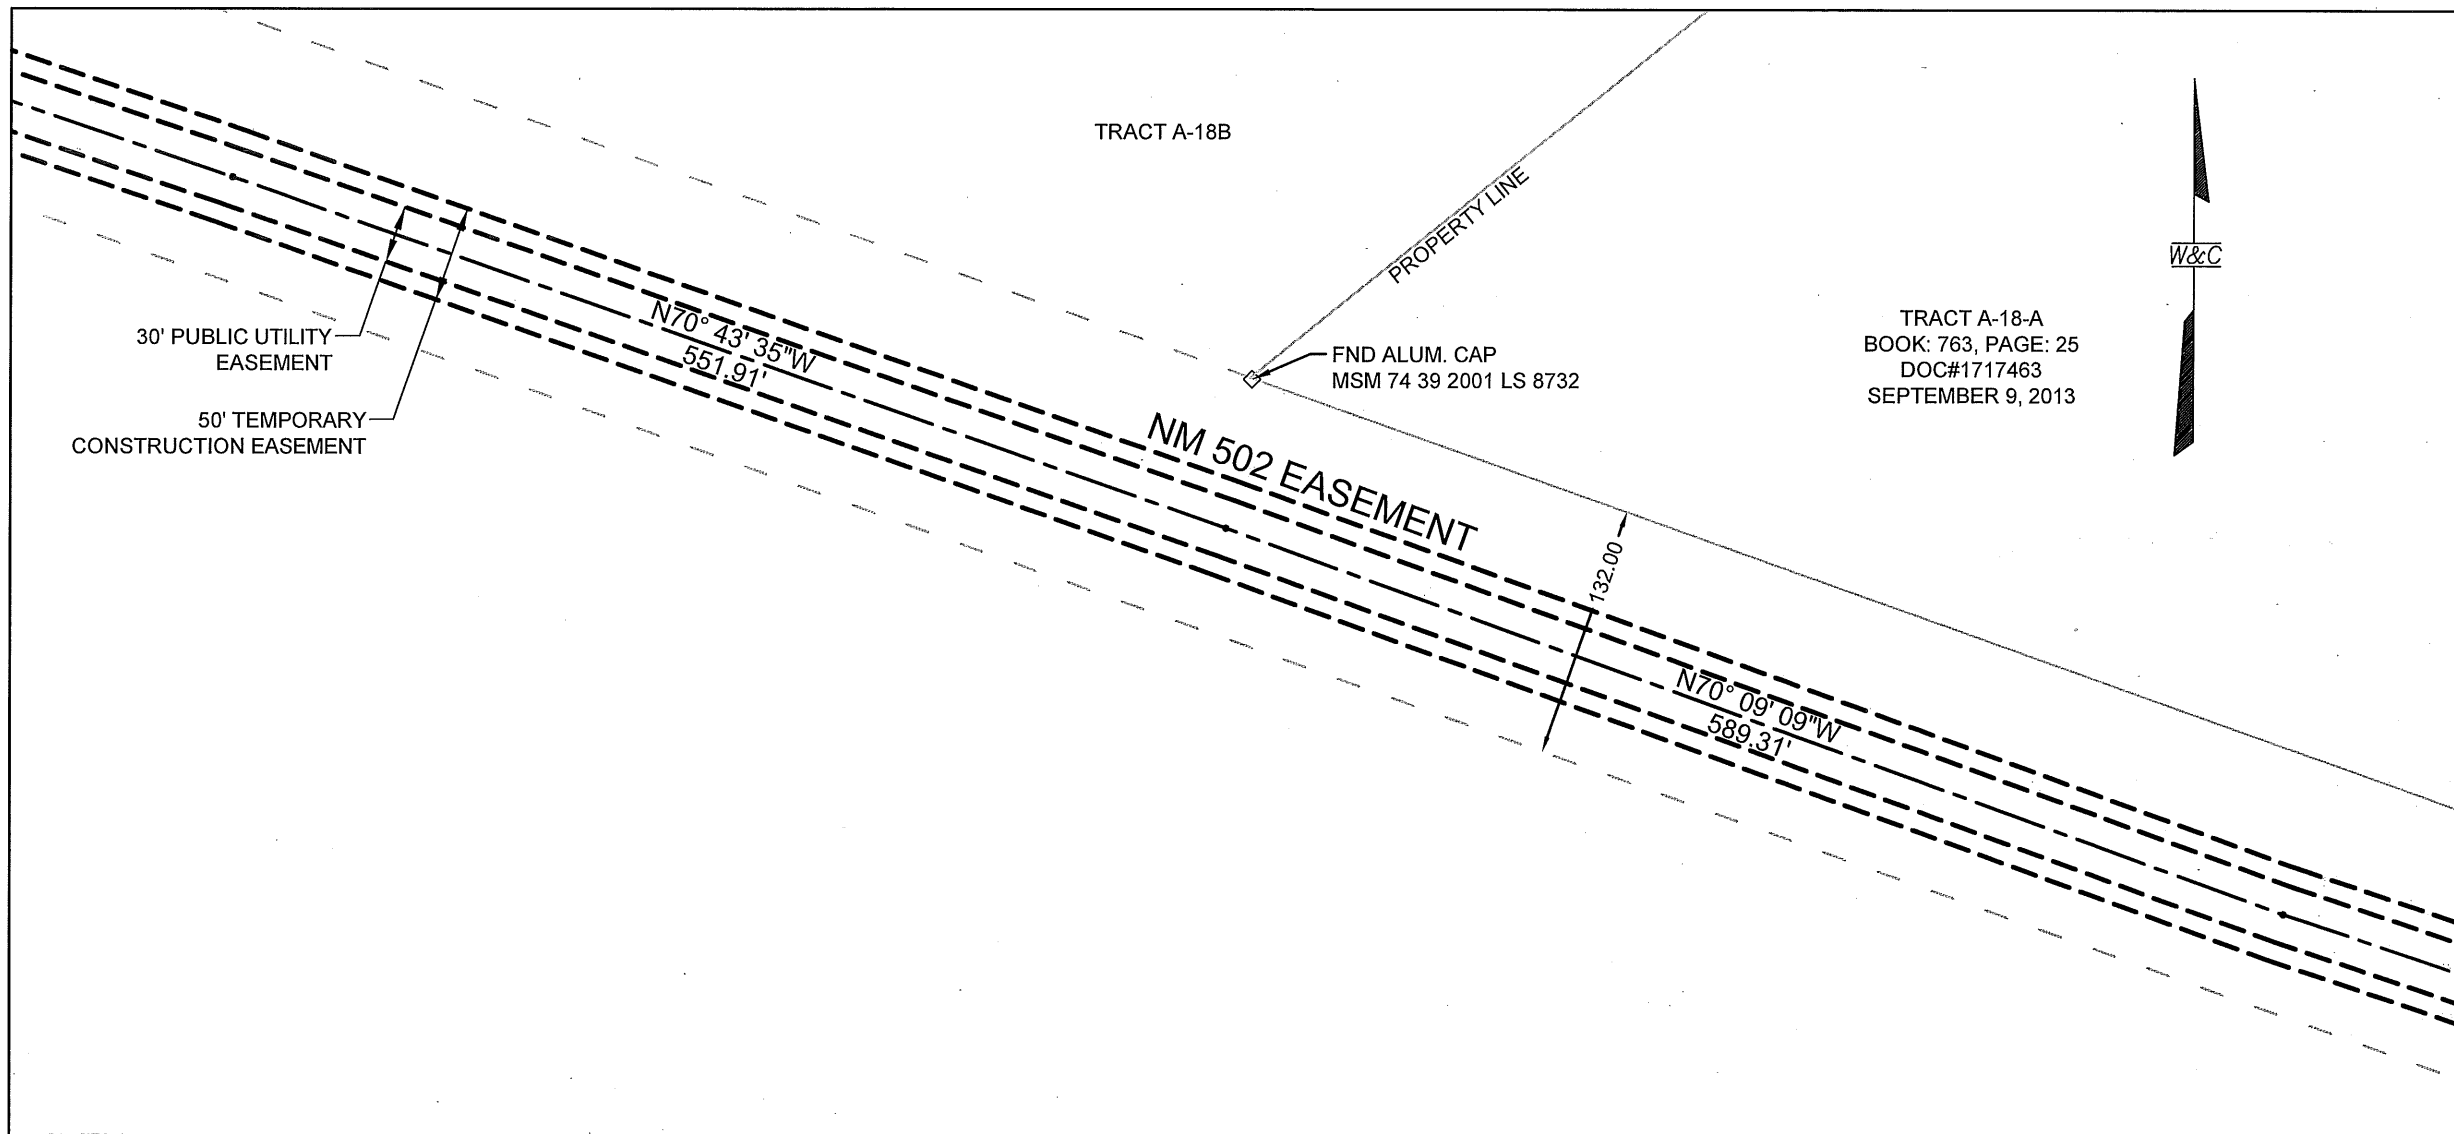 TRACT A-18B
PROPERTY LINE
W&C
TRACT A-18-A
BOOK: 763, PAGE: 25
DOC#1717463
SEPTEMBER 9, 2013
30' PUBLIC UTILITY
EASEMENT
50' TEMPORARY
CONSTRUCTION EASEMENT
N70° 43' 35"W
551.91'
FND ALUM. CAP
MSM 74 39 2001 LS 8732
NM 502 EASEMENT
132.00
N70° 09' 09"W
589.31'